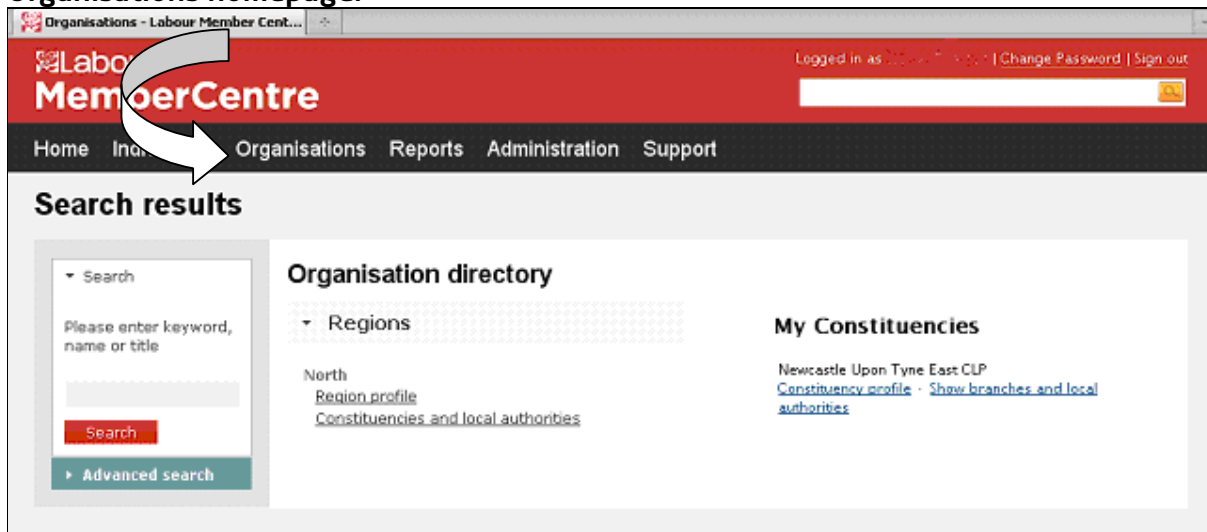 Organisations homepage.
Organisations - Labour Member Cent...
Logged in as | Change Password | Sign out
MemberCentre
Home Organisations Reports Administration Support
Search results
Search
Please enter keyword,
name or title
Search
Advanced search
Organisation directory
Regions
North
Region profile
Constituencies and local authorities
My Constituencies
Newcastle Upon Tyne East CLP
Constituency profile · Show branches and local
authorities